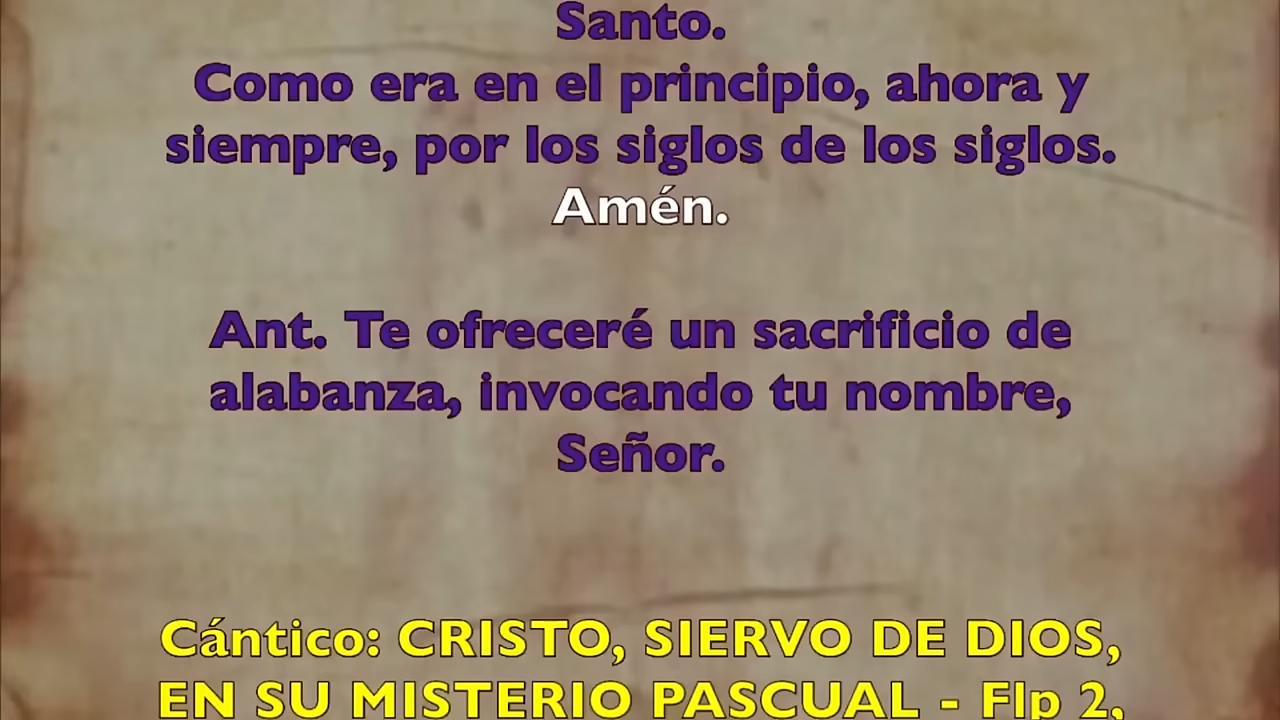 Santo.
Como era en el principio, ahora y
siempre, por los siglos de los siglos.
Amén.
Ant. Te ofreceré un sacrificio de
alabanza, invocando tu nombre,
Señor.
Cántico: CRISTO, SIERVO DE DIOS,
EN SU MISTERIO PASCUAL - Flp 2,